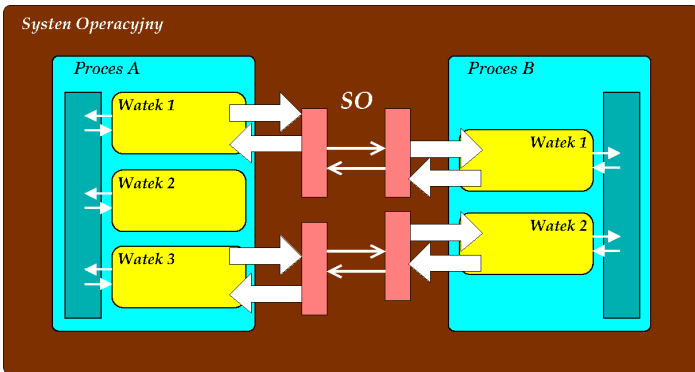 Systen Operacyjny
Proces A
Proces B
SO
Watek 1
Watek 2
Watek 3
Watek 1
Watek 2